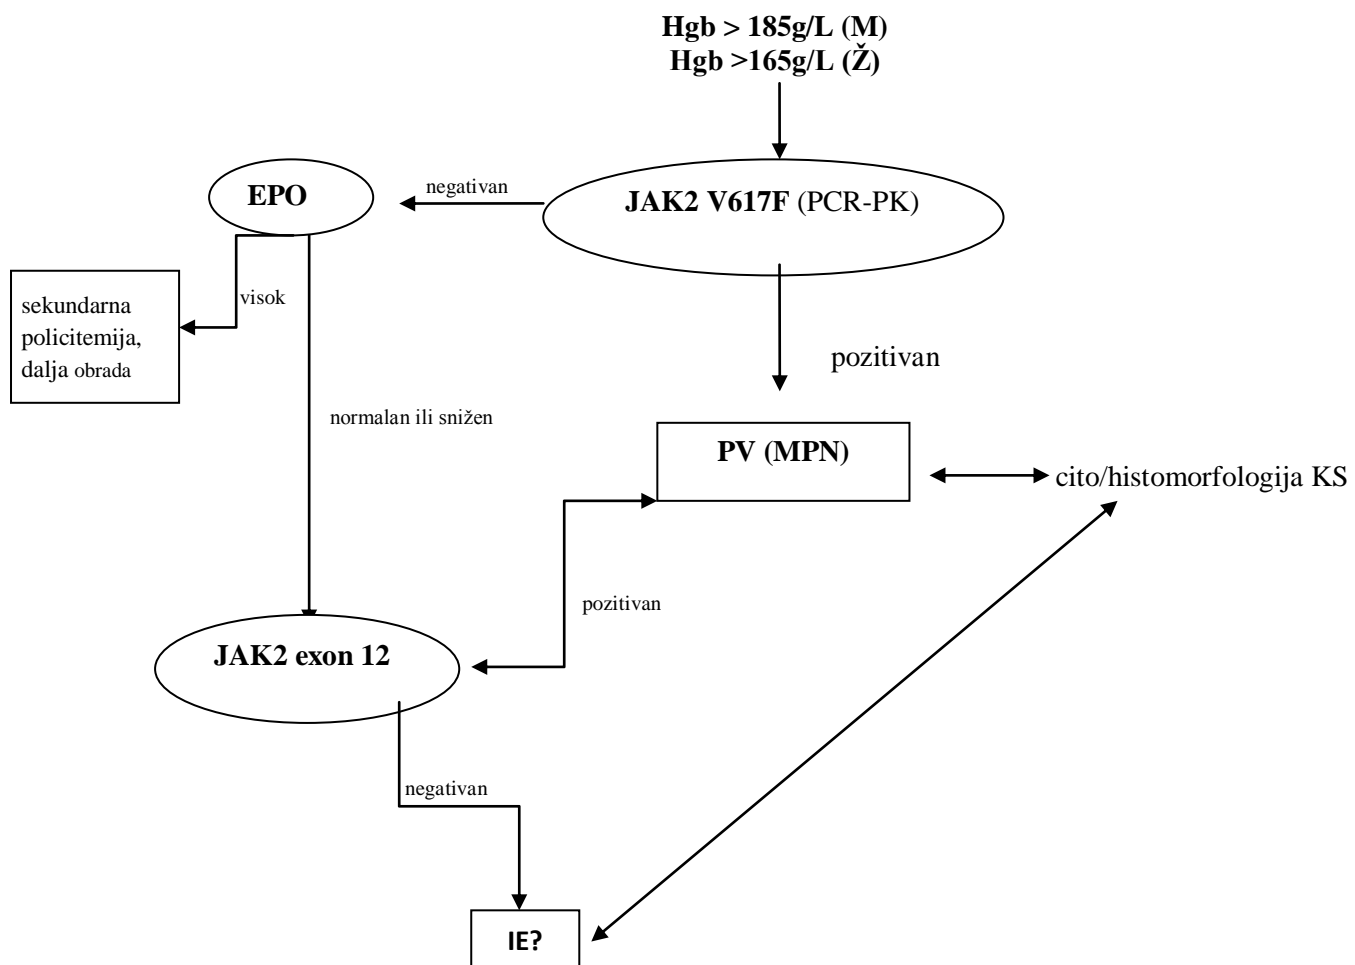 Hgb > 185g/L (M)
Hgb >165g/L (Ž)
EPO
negativan
JAK2 V617F (PCR-PK)
visok
sekundarna
policitemija,
dalja obrada
pozitivan
normalan ili snižen
PV (MPN)
cito/histomorfologija KS
pozitivan
JAK2 exon 12
negativan
IE?